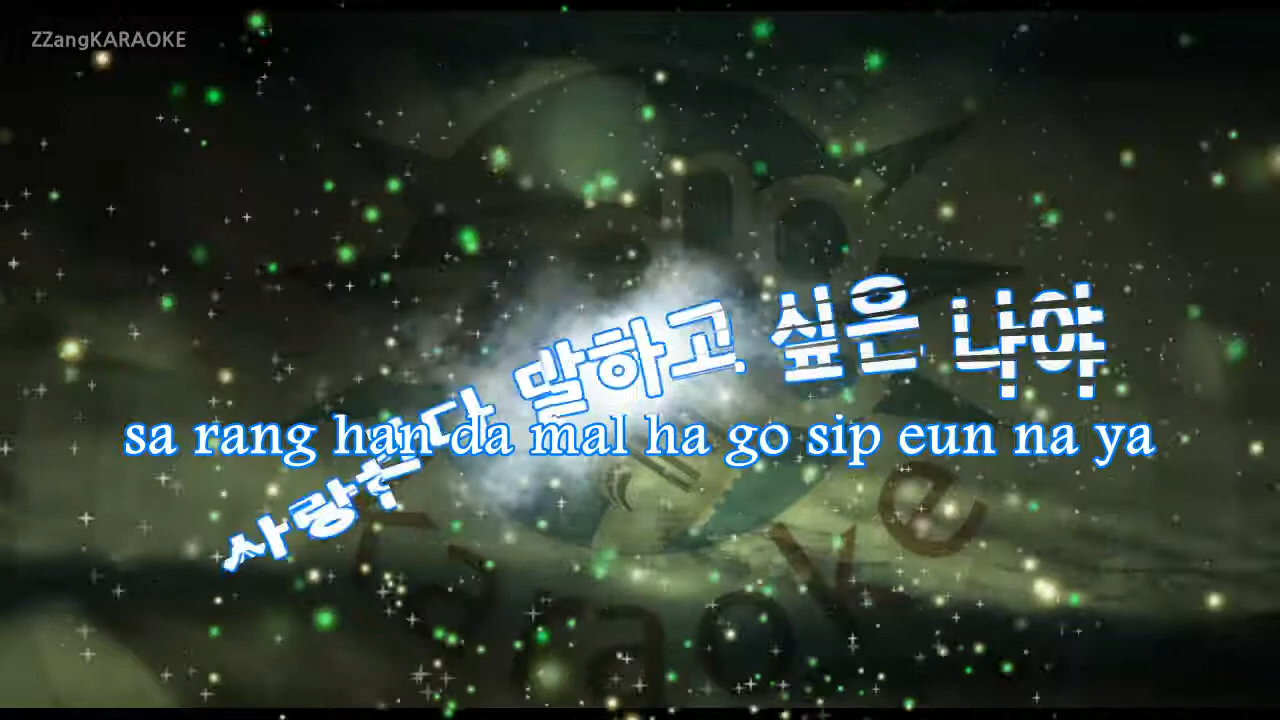 ZZangKARAOKE
사랑한다 말하고 싶은 나야
sa rang han da mal ha go sip eun na ya
Karaoke